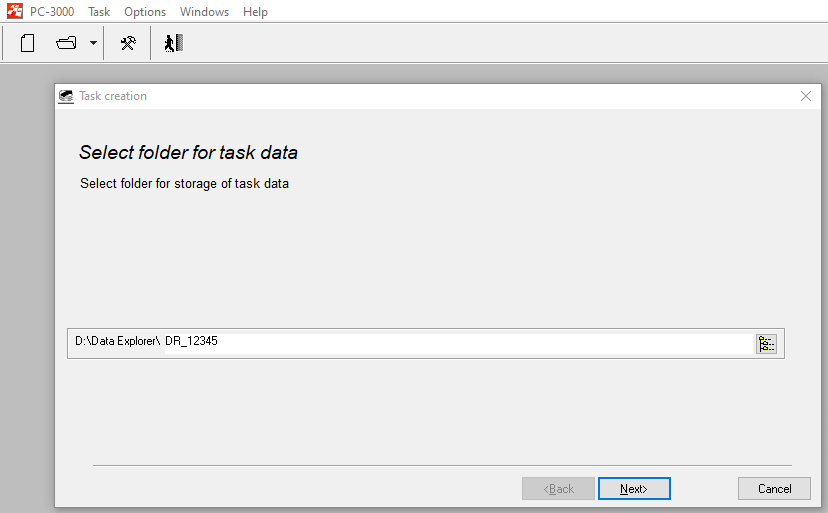 PC-3000 Task Options Windows Help
Task creation
Select folder for task data
Select folder for storage of task data
D:\Data Explorer\ DR_12345
<Back Next> Cancel